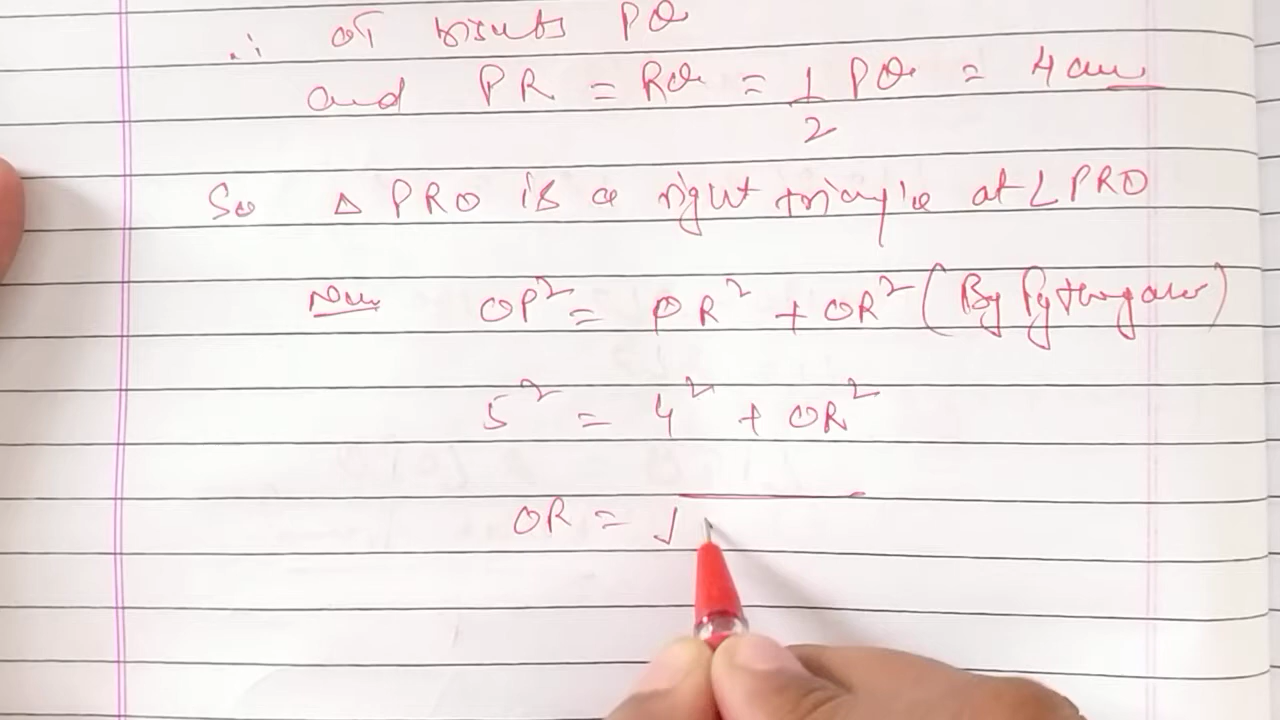 ∴ OT bisects PQ
and PR = RQ = 1/2 PQ = 4 cm
So Δ PRO is a right triangle at ∠PRO
Now OP² = PR² + OR² (By Pythagoras)
5² = 4² + OR²
OR = √